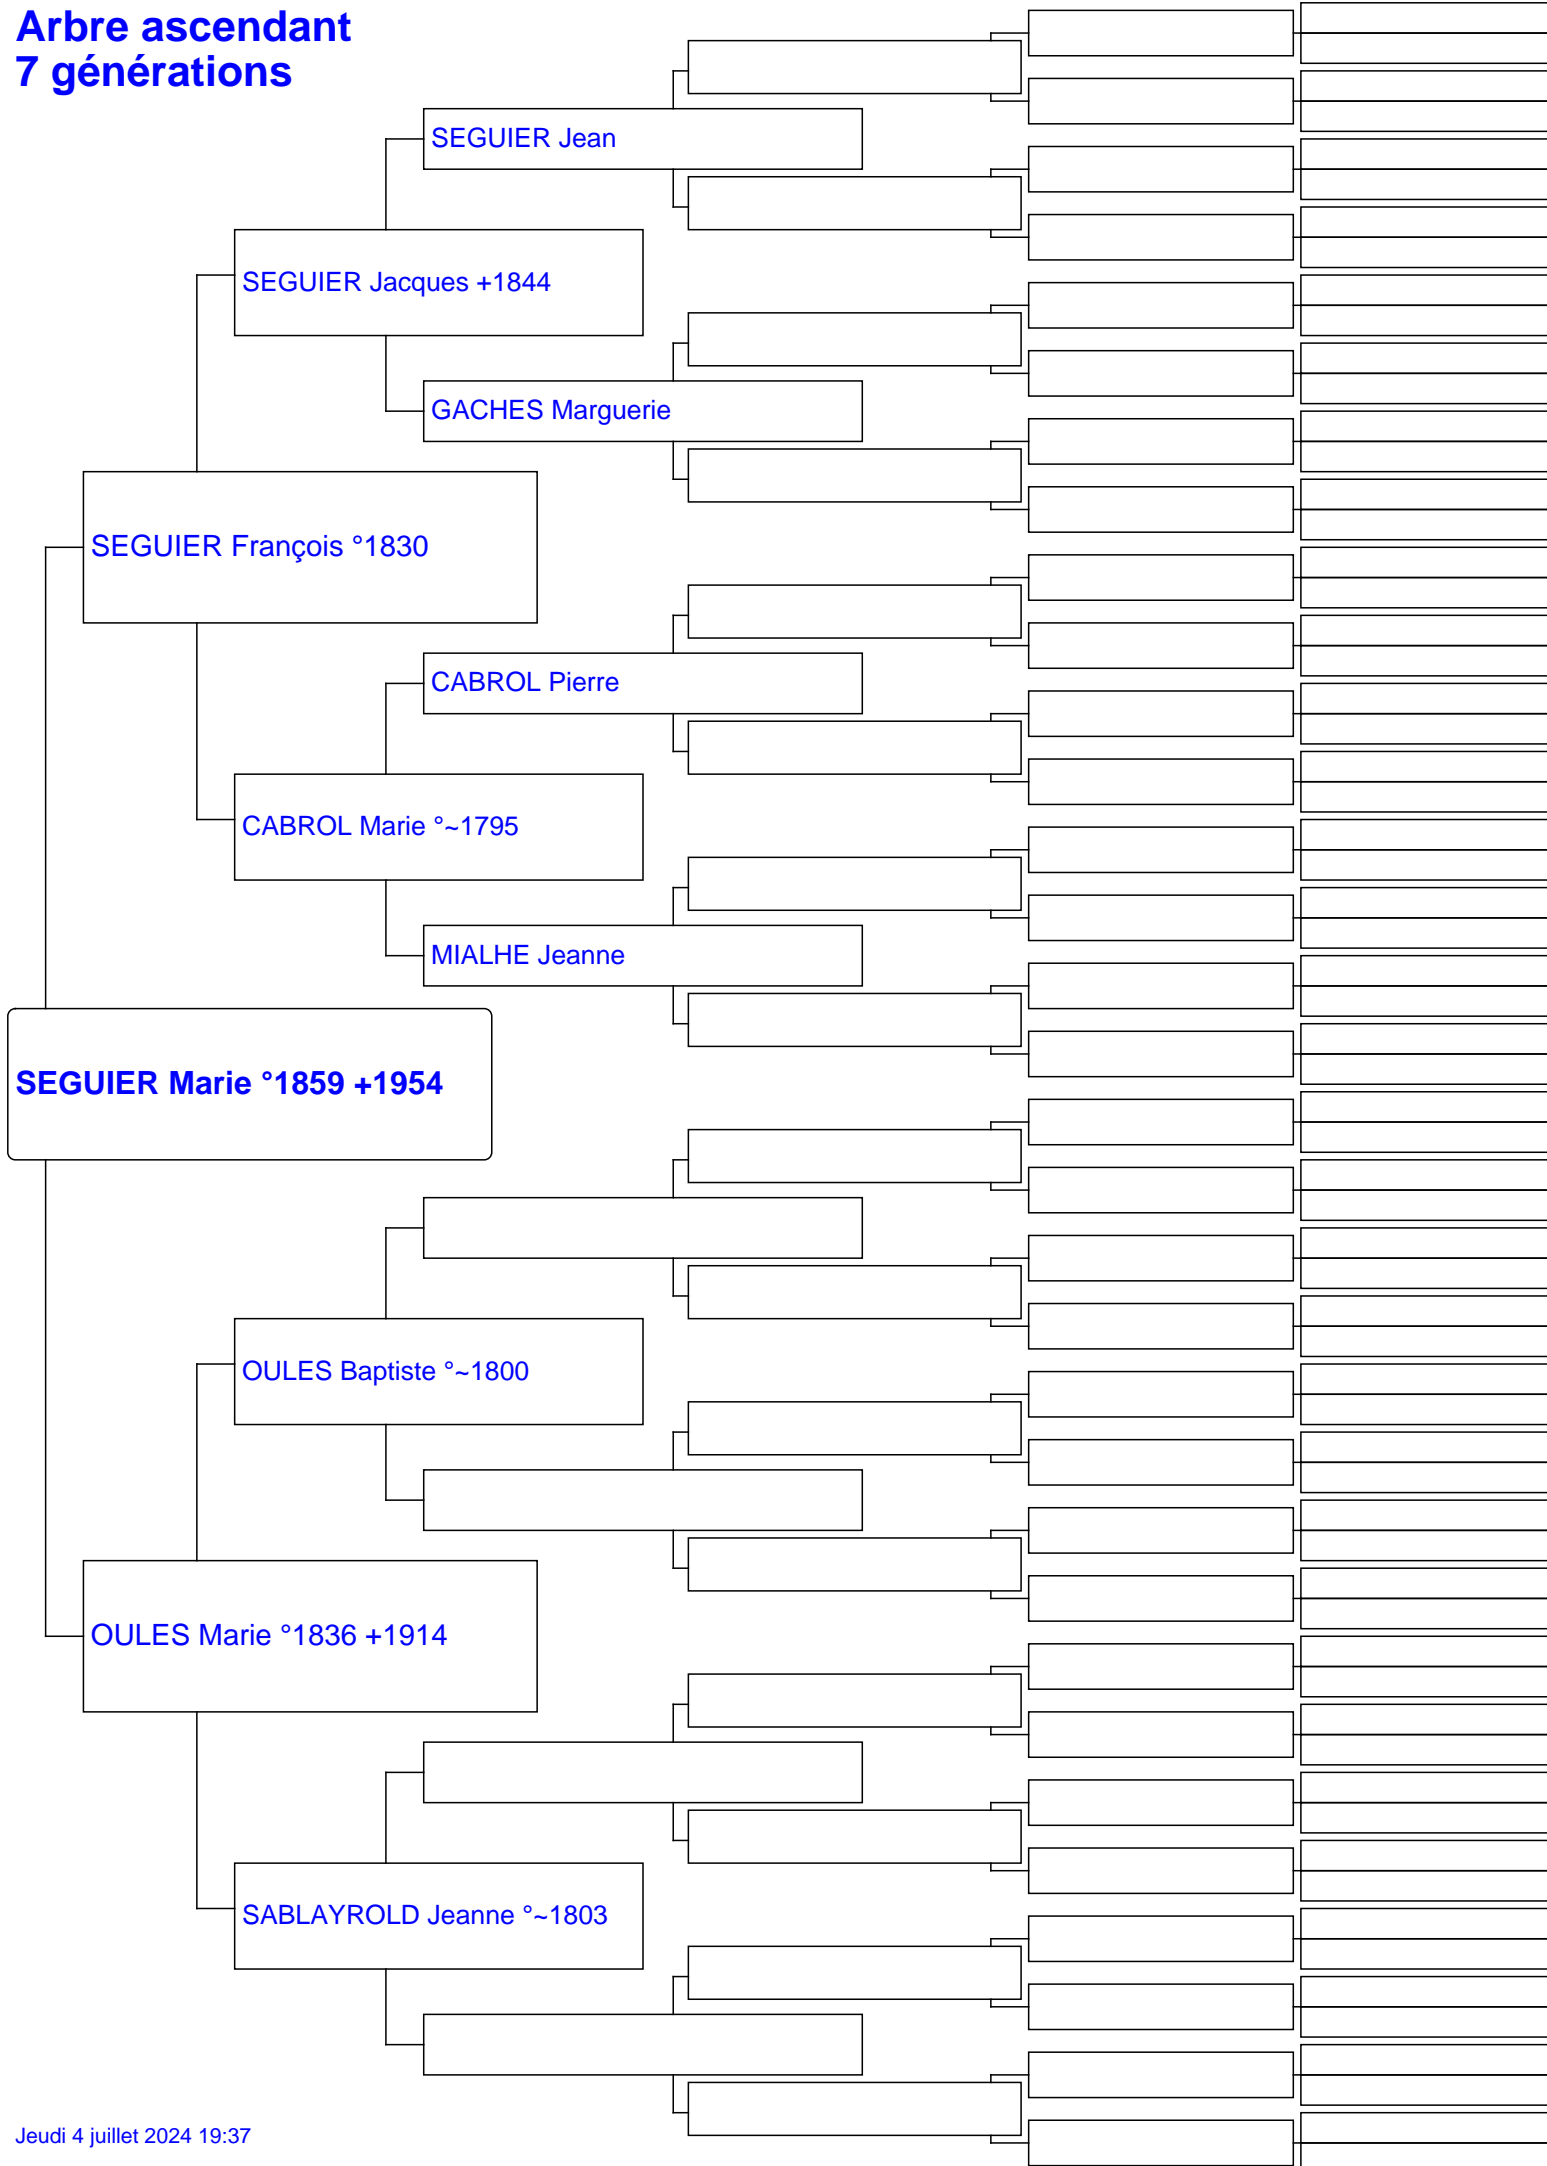 Arbre ascendant
7 générations
SEGUIER Jean
SEGUIER Jacques +1844
GACHES Marguerie
SEGUIER François °1830
CABROL Pierre
CABROL Marie °~1795
MIALHE Jeanne
SEGUIER Marie °1859 +1954
OULES Baptiste °~1800
OULES Marie °1836 +1914
SABLAYROLD Jeanne °~1803
Jeudi 4 juillet 2024 19:37